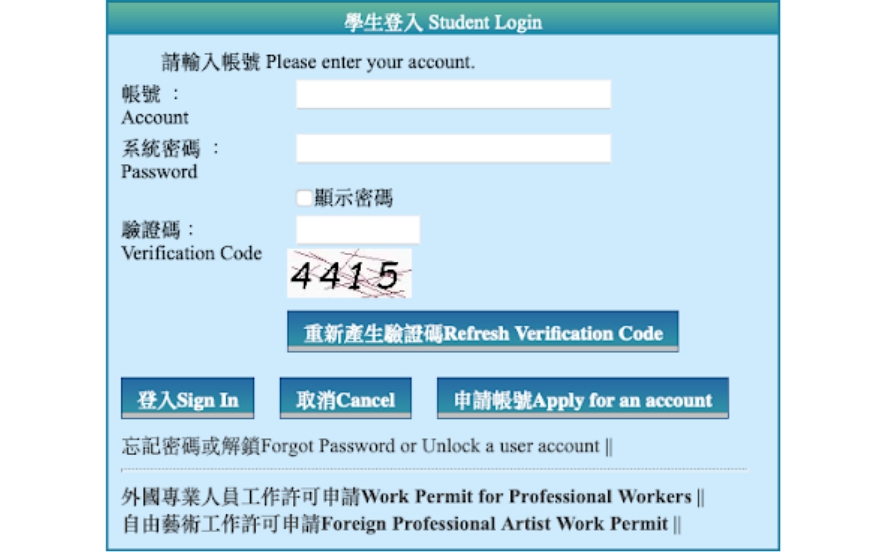 學生登入 Student Login
請輸入帳號 Please enter your account.
帳號 ：
Account
系統密碼 ：
Password
顯示密碼
驗證碼：
Verification Code
4415
重新產生驗證碼Refresh Verification Code
登入Sign In
取消Cancel
申請帳號Apply for an account
忘記密碼或解鎖Forgot Password or Unlock a user account ||
外國專業人員工作許可申請Work Permit for Professional Workers ||
自由藝術工作許可申請Foreign Professional Artist Work Permit ||